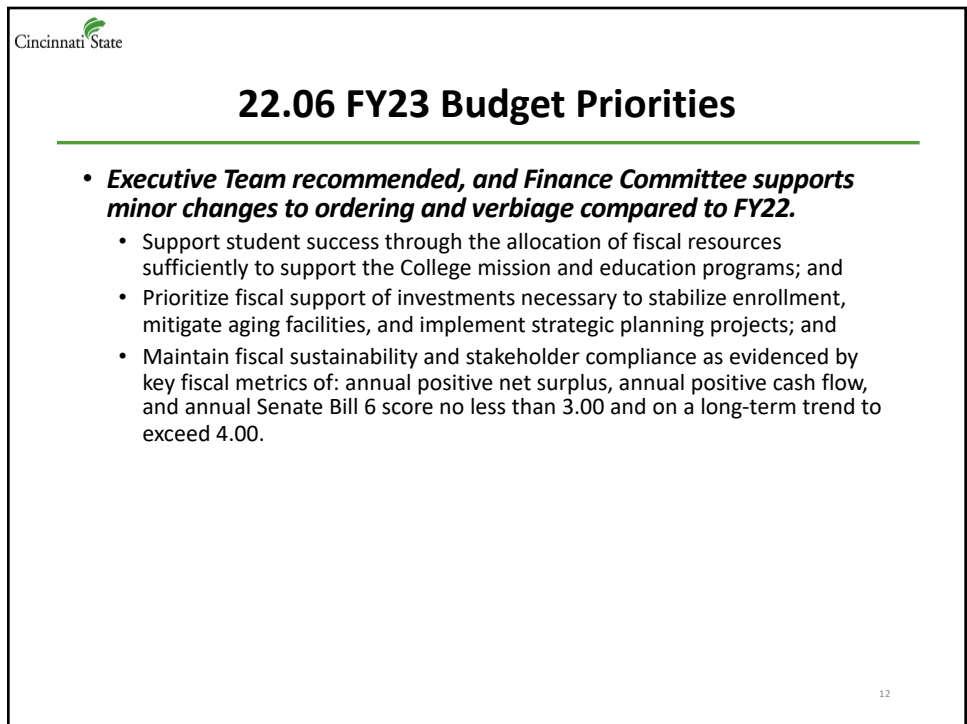 Cincinnati State
22.06 FY23 Budget Priorities
• Executive Team recommended, and Finance Committee supports
minor changes to ordering and verbiage compared to FY22.
• Support student success through the allocation of fiscal resources
sufficiently to support the College mission and education programs; and
• Prioritize fiscal support of investments necessary to stabilize enrollment,
mitigate aging facilities, and implement strategic planning projects; and
• Maintain fiscal sustainability and stakeholder compliance as evidenced by
key fiscal metrics of: annual positive net surplus, annual positive cash flow,
and annual Senate Bill 6 score no less than 3.00 and on a long-term trend to
exceed 4.00.
12